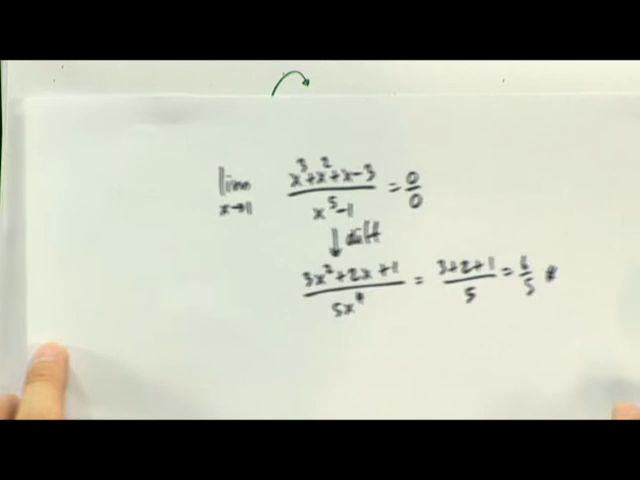 lim x→1 (x³+x²+x-3)/(x⁵-1) = 0/0
↓ diff
(3x²+2x+1)/(5x⁴) = (3+2+1)/5 = 6/5 *